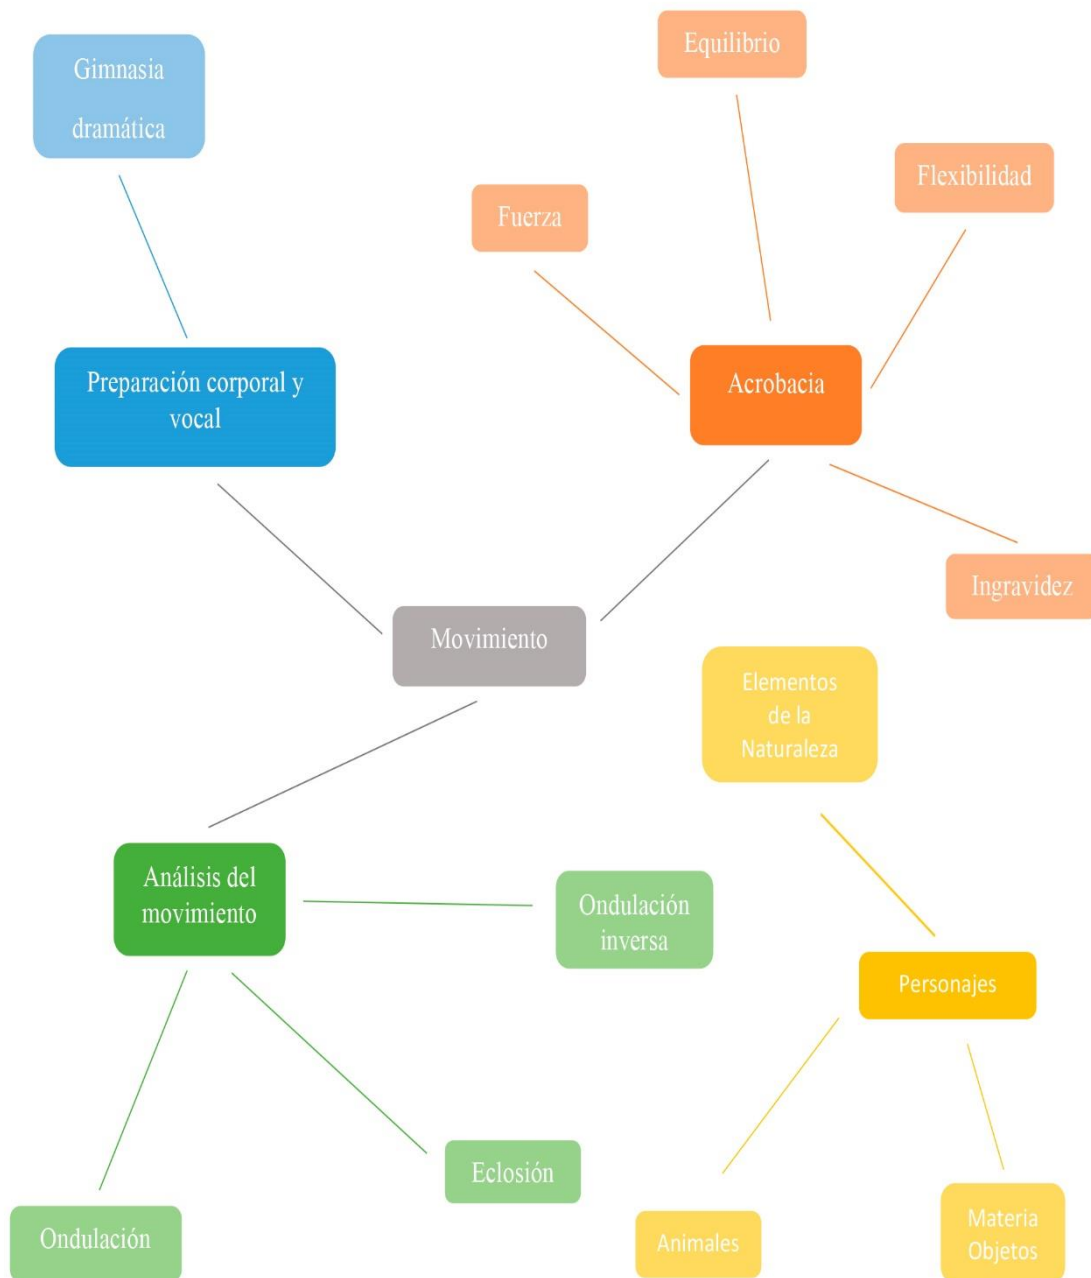 Equilibrio
Gimnasia
dramática
Flexibilidad
Fuerza
Preparación corporal y
vocal
Acrobacia
Ingravidez
Movimiento
Elementos
de la
Naturaleza
Análisis del
movimiento
Ondulación
inversa
Personajes
Eclosión
Ondulación
Animales
Materia
Objetos